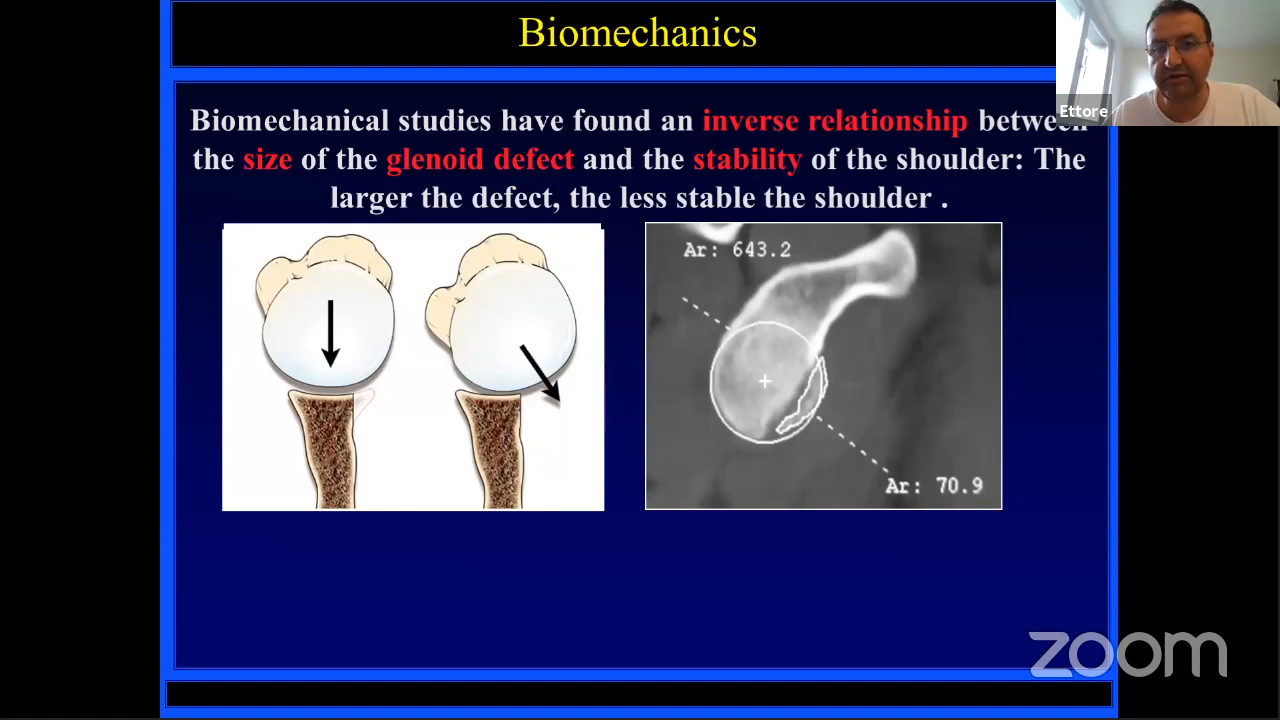 Biomechanics
Ettore
Biomechanical studies have found an inverse relationship between
the size of the glenoid defect and the stability of the shoulder: The
larger the defect, the less stable the shoulder .
Ar: 643.2
Ar: 70.9
zoom